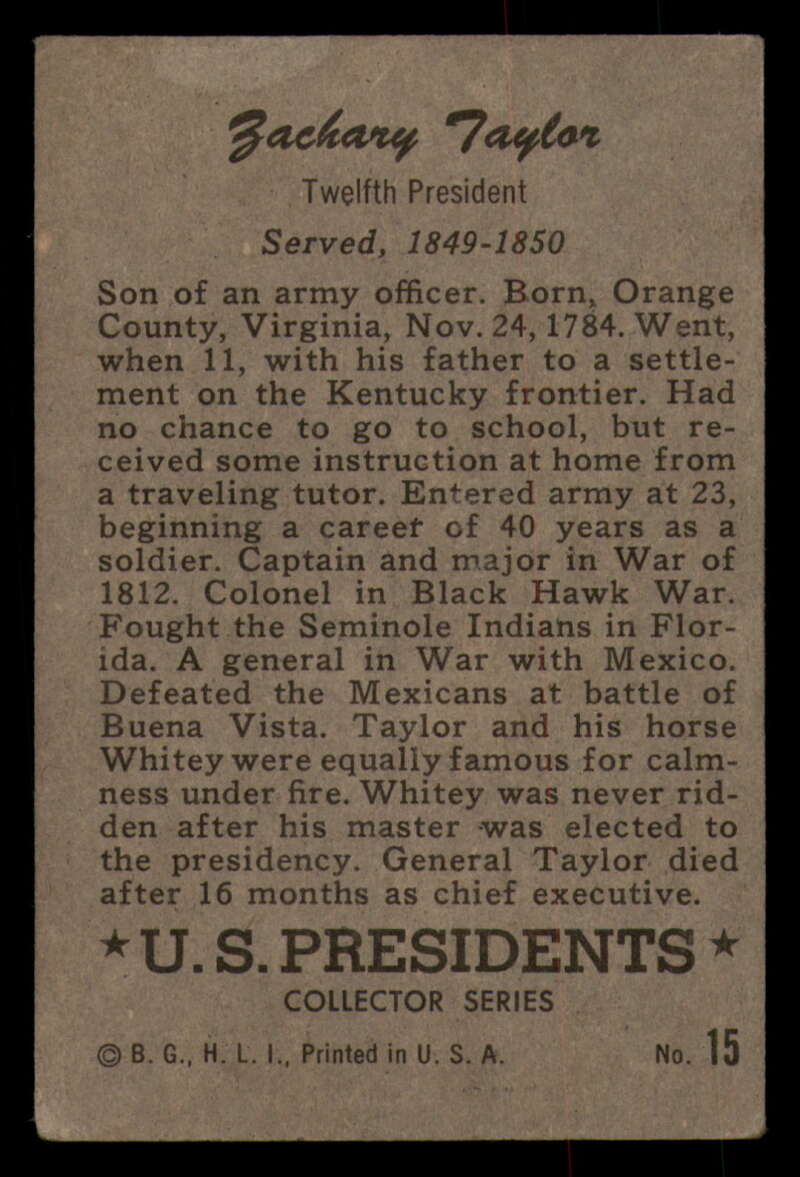 Zachary Taylor
Twelfth President
Served, 1849-1850
Son of an army officer. Born, Orange
County, Virginia, Nov. 24, 1784. Went,
when 11, with his father to a settle-
ment on the Kentucky frontier. Had
no chance to go to school, but re-
ceived some instruction at home from
a traveling tutor. Entered army at 23,
beginning a career of 40 years as a
soldier. Captain and major in War of
1812. Colonel in Black Hawk War.
Fought the Seminole Indians in Flor-
ida. A general in War with Mexico.
Defeated the Mexicans at battle of
Buena Vista. Taylor and his horse
Whitey were equally famous for calm-
ness under fire. Whitey was never rid-
den after his master was elected to
the presidency. General Taylor died
after 16 months as chief executive.
★ U. S. PRESIDENTS ★
COLLECTOR SERIES
© B. G., H. L. I., Printed in U. S. A. No. 15